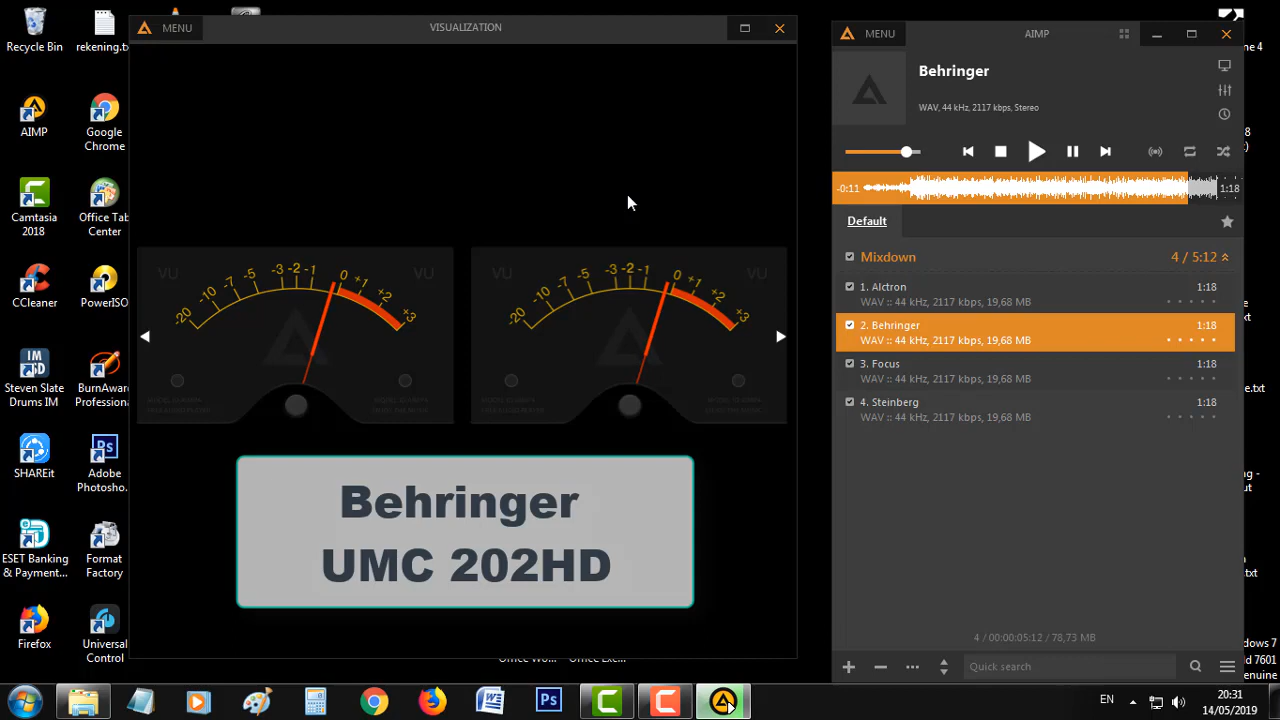 Recycle Bin
rekening.tx
AIMP
Google
Chrome
Camtasia
2018
Office Tab
Center
CCleaner
PowerISO
Steven Slate
Drums IM
BurnAware
Professional
SHAREit
Adobe
Photosho...
ESET Banking
& Payment...
Format
Factory
Firefox
Universal
Control
MENU
VISUALIZATION
VU
VU
-20
-10
-7
-5
-3
-2
-1
0
+1
+2
+3
VU
VU
-20
-10
-7
-5
-3
-2
-1
0
+1
+2
+3
Behringer
UMC 202HD
MENU
AIMP
Behringer
WAV, 44 kHz, 2117 kbps, Stereo
-0:11
1:18
Default
Mixdown
4 / 5:12
1. Alctron
1:18
WAV :: 44 kHz, 2117 kbps, 19,68 MB
2. Behringer
1:18
WAV :: 44 kHz, 2117 kbps, 19,68 MB
3. Focus
1:18
WAV :: 44 kHz, 2117 kbps, 19,68 MB
4. Steinberg
1:18
WAV :: 44 kHz, 2117 kbps, 19,68 MB
4 / 00:00:05:12 / 78,73 MB
Quick search
EN
20:31
14/05/2019